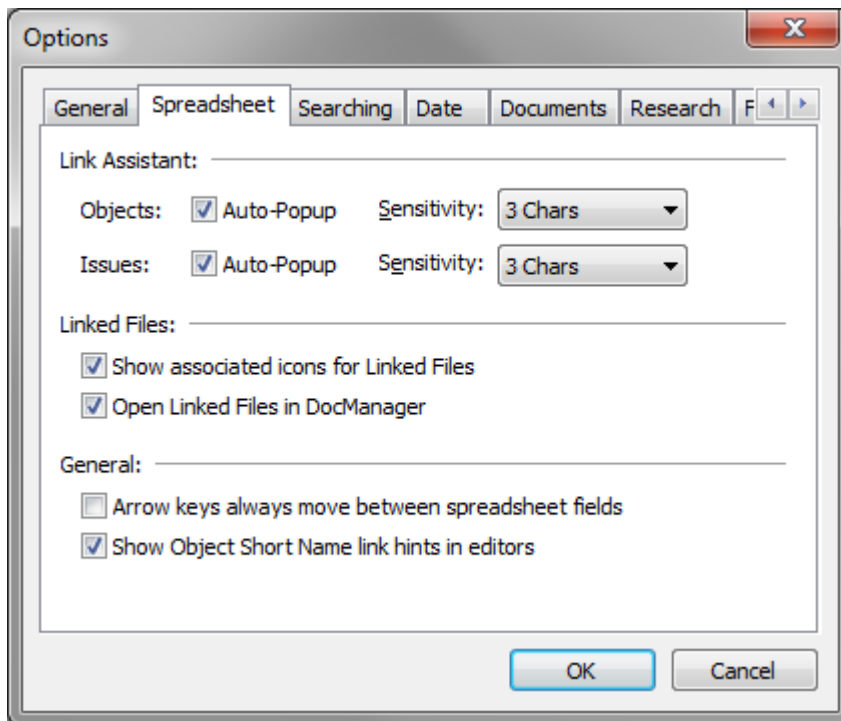 Options
General Spreadsheet Searching Date Documents Research F
Link Assistant:
Objects: Auto-Popup Sensitivity: 3 Chars
Issues: Auto-Popup Sensitivity: 3 Chars
Linked Files:
Show associated icons for Linked Files
Open Linked Files in DocManager
General:
Arrow keys always move between spreadsheet fields
Show Object Short Name link hints in editors
OK Cancel